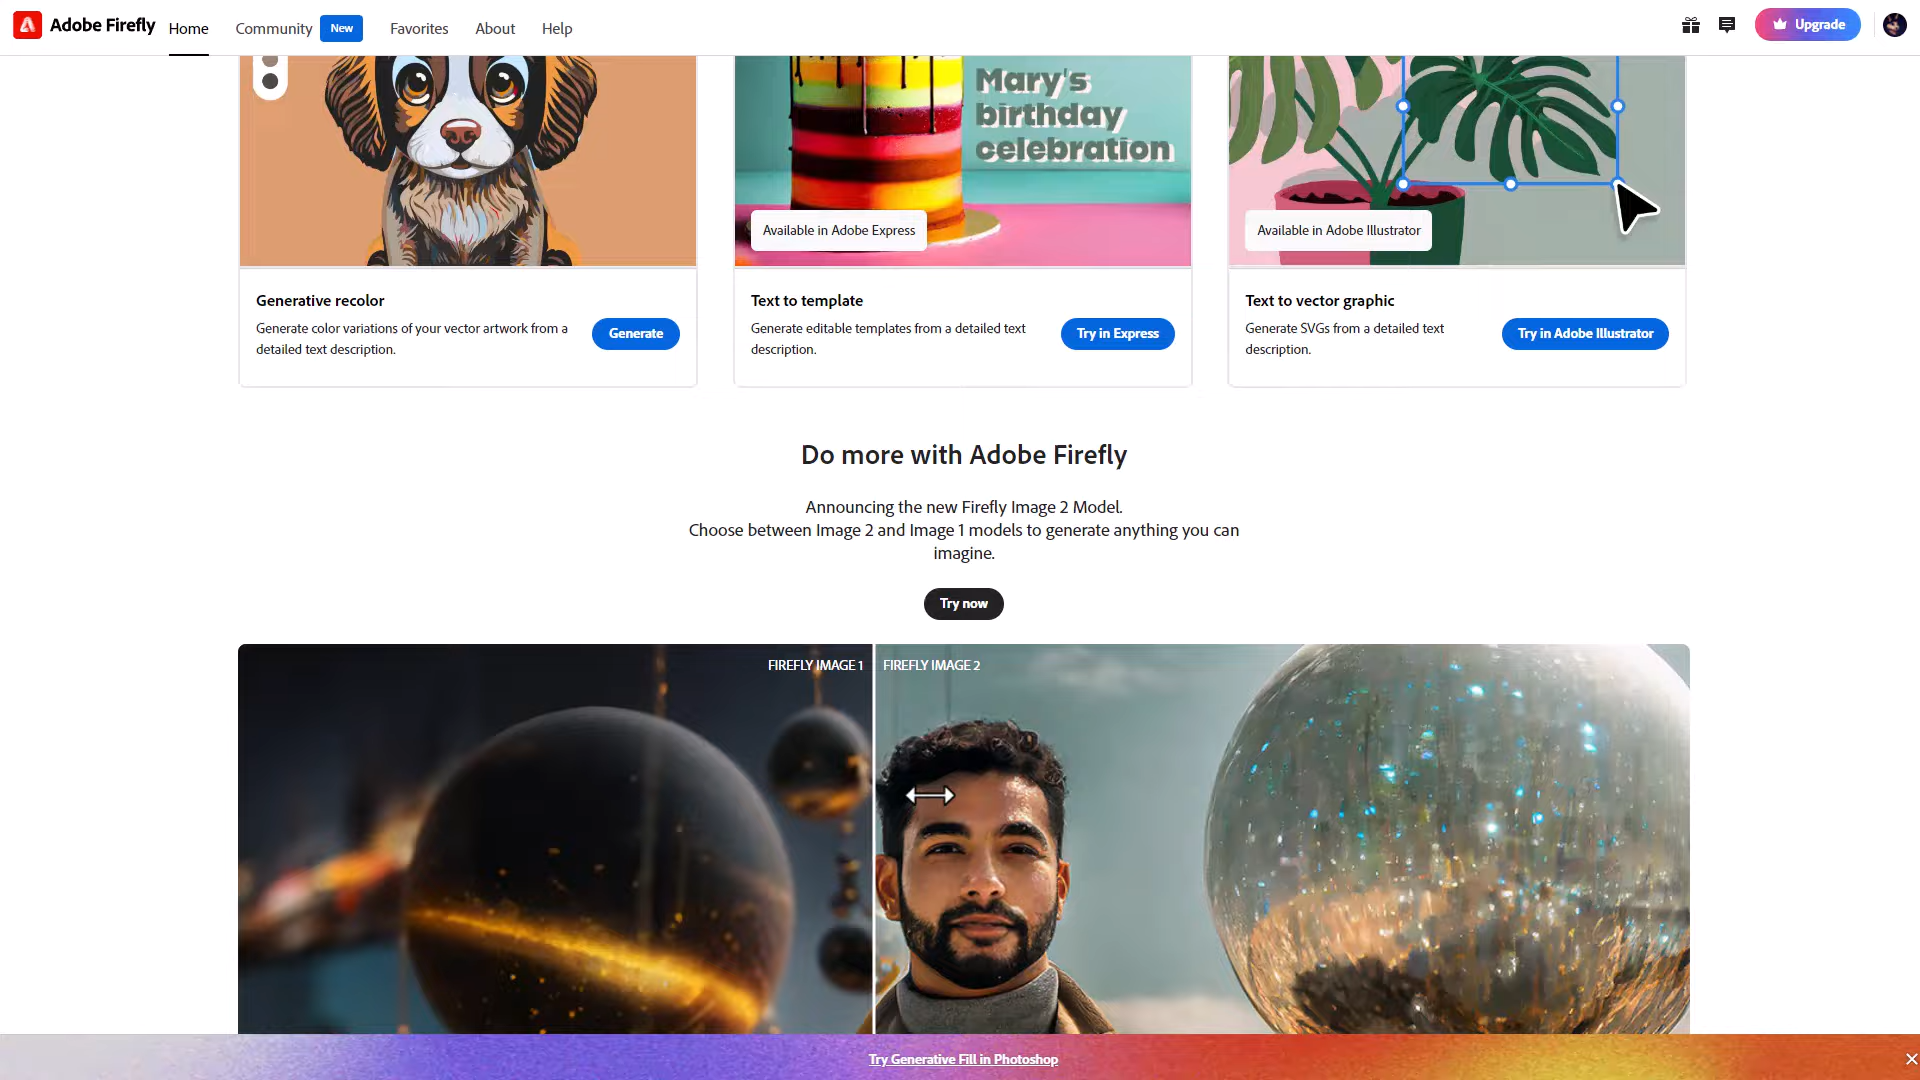 Adobe Firefly
Home
Community
New
Favorites
About
Help
Upgrade
Mary's
birthday
celebration
Available in Adobe Express
Available in Adobe Illustrator
Generative recolor
Generate color variations of your vector artwork from a
detailed text description.
Generate
Text to template
Generate editable templates from a detailed text
description.
Try in Express
Text to vector graphic
Generate SVGs from a detailed text
description.
Try in Adobe Illustrator
Do more with Adobe Firefly
Announcing the new Firefly Image 2 Model.
Choose between Image 2 and Image 1 models to generate anything you can
imagine.
Try now
FIREFLY IMAGE 1
FIREFLY IMAGE 2
Try Generative Fill in Photoshop